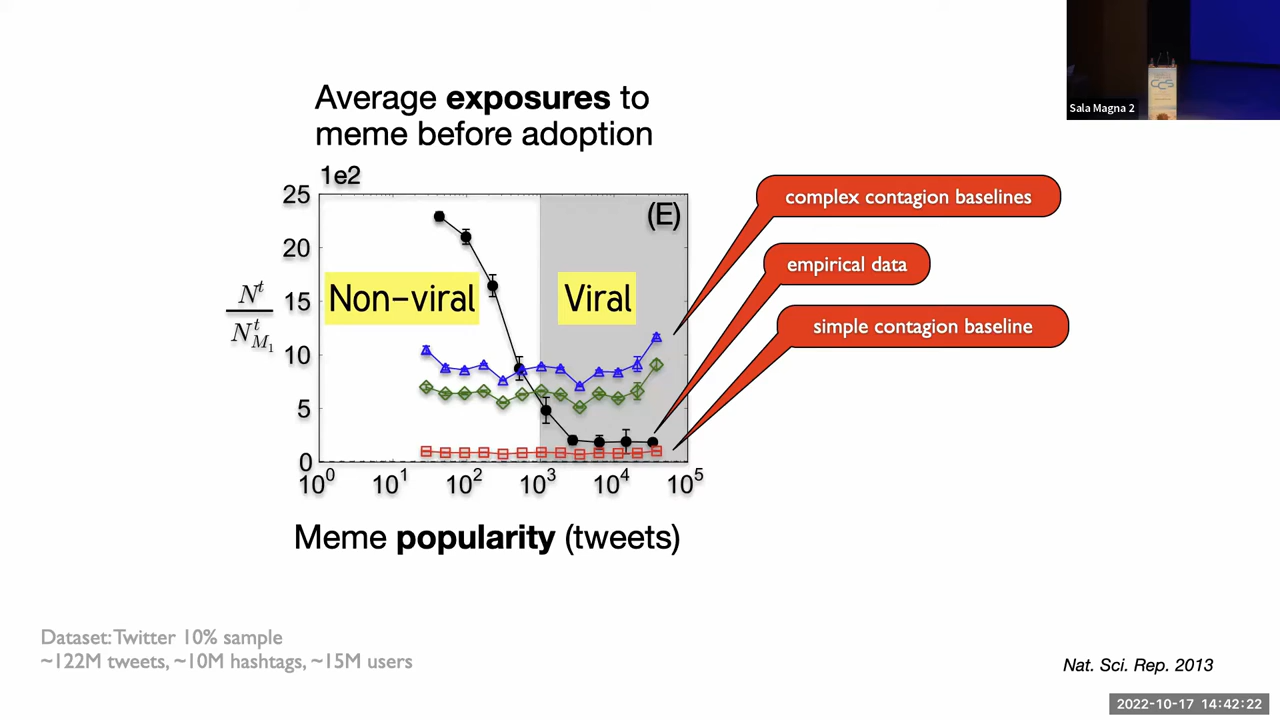 Average exposures to
meme before adoption
Sala Magna 2
CCS
1e2
25
20
15
10
5
0
(E)
Non-viral
Viral
N^t
N^t_{M_1}
complex contagion baselines
empirical data
simple contagion baseline
10^0 10^1 10^2 10^3 10^4 10^5
Meme popularity (tweets)
Dataset: Twitter 10% sample
~122M tweets, ~10M hashtags, ~15M users
Nat. Sci. Rep. 2013
2022-10-17 14:42:22